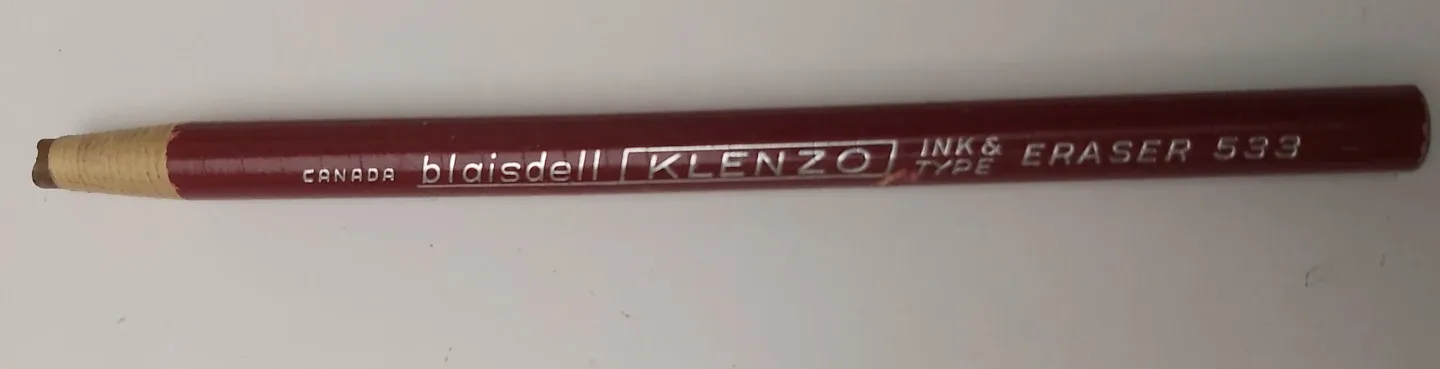 CANADA blaisdell KLENZO INK & TYPE ERASER 533